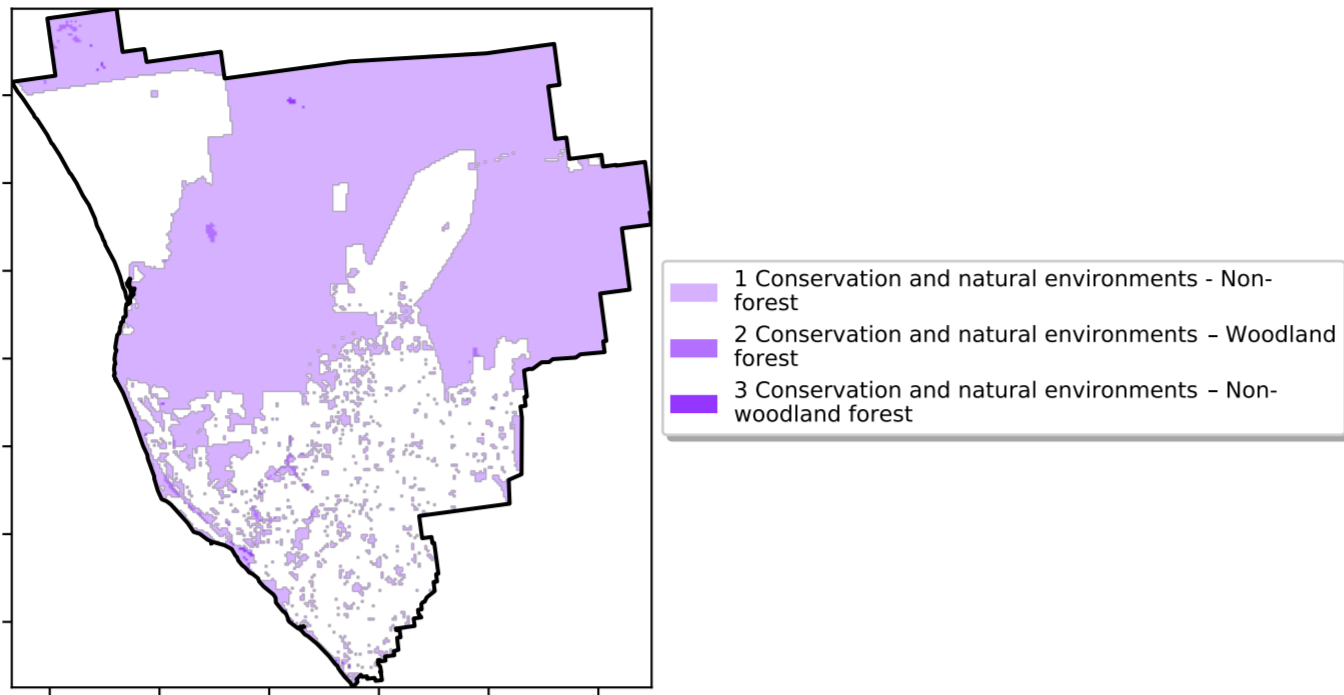 1 Conservation and natural environments - Non-
forest
2 Conservation and natural environments – Woodland
forest
3 Conservation and natural environments – Non-
woodland forest